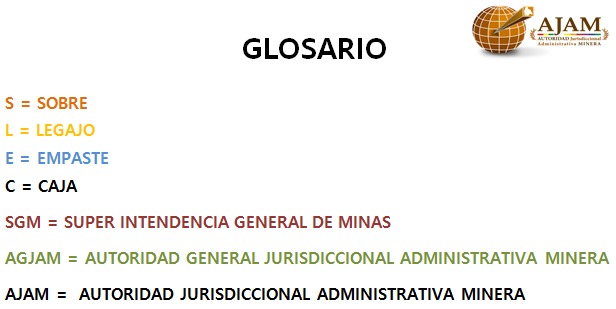 AJAM
AUTORIDAD Jurisdiccional
Administrativa MINERA
GLOSARIO
S = SOBRE
L = LEGAJO
E = EMPASTE
C = CAJA
SGM = SUPER INTENDENCIA GENERAL DE MINAS
AGJAM = AUTORIDAD GENERAL JURISDICCIONAL ADMINISTRATIVA MINERA
AJAM = AUTORIDAD JURISDICCIONAL ADMINISTRATIVA MINERA